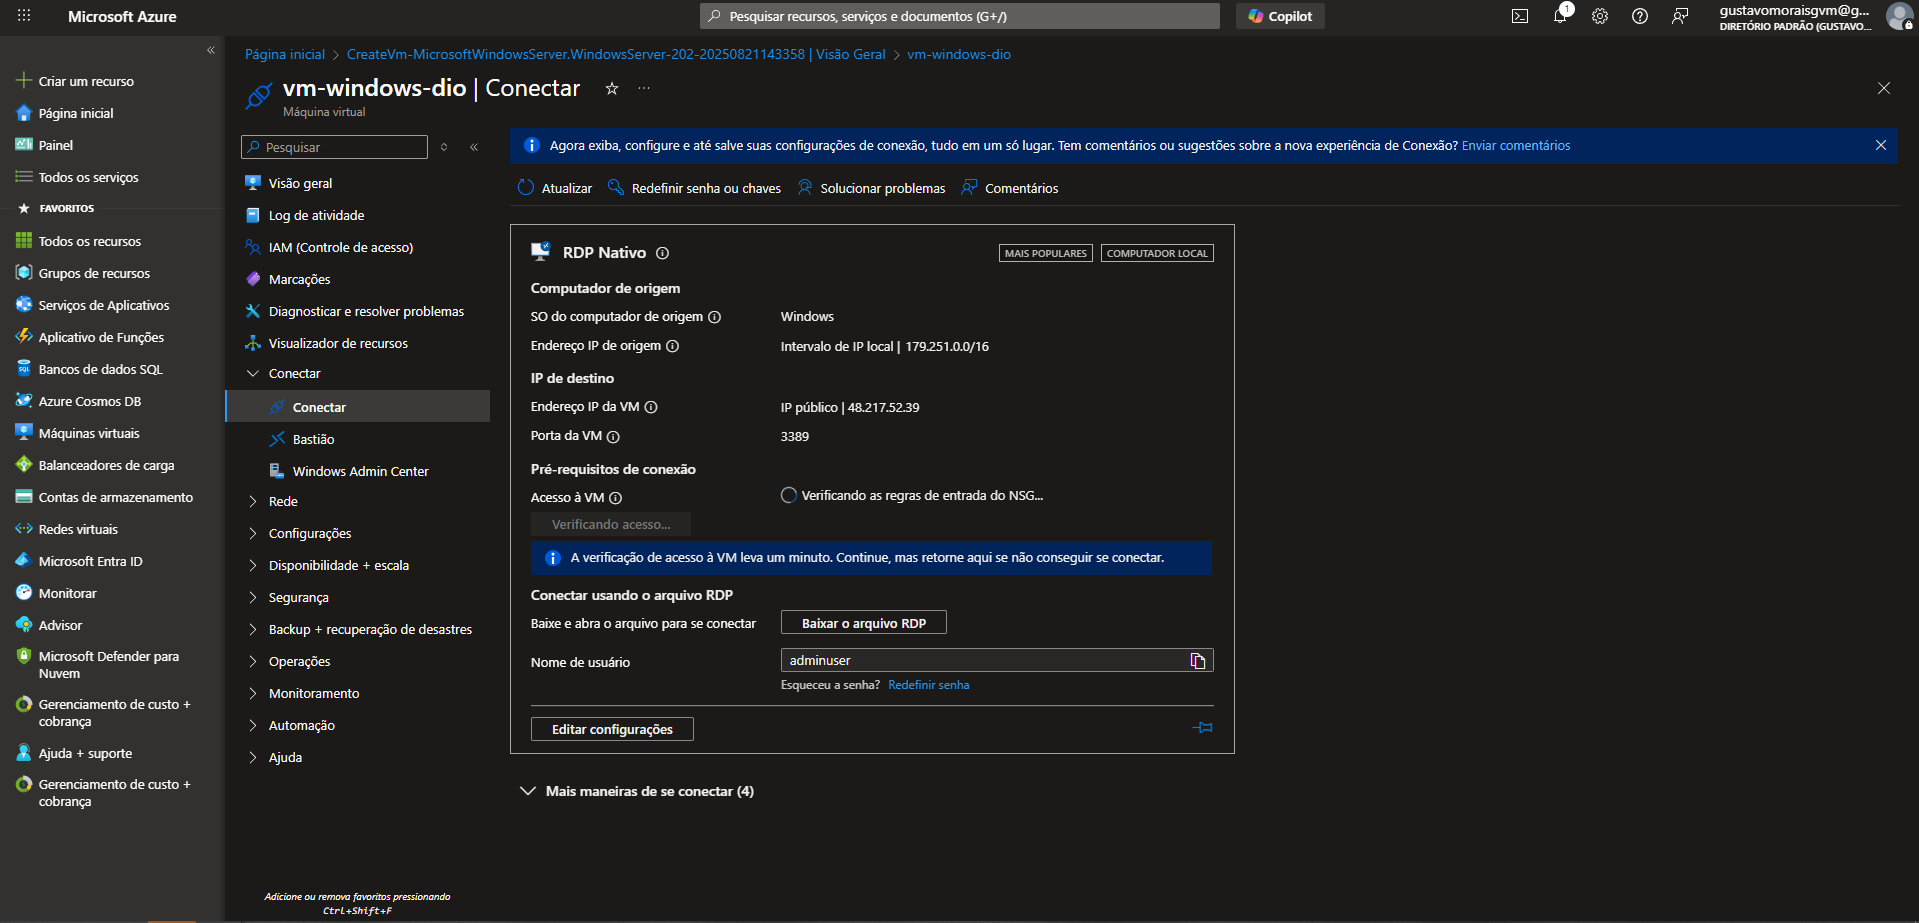 Microsoft Azure
Pesquisar recursos, serviços e documentos (G+/)
Copilot
1
gustavomoraisgvm@g...
DIRETÓRIO PADRÃO (GUSTAVO...
Criar um recurso
Página inicial
Painel
Todos os serviços
FAVORITOS
Todos os recursos
Grupos de recursos
Serviços de Aplicativos
Aplicativo de Funções
Bancos de dados SQL
Azure Cosmos DB
Máquinas virtuais
Balanceadores de carga
Contas de armazenamento
Redes virtuais
Microsoft Entra ID
Monitorar
Advisor
Microsoft Defender para
Nuvem
Gerenciamento de custo +
cobrança
Ajuda + suporte
Gerenciamento de custo +
cobrança
Página inicial > CreateVm-MicrosoftWindowsServer.WindowsServer-202-20250821143358 | Visão Geral > vm-windows-dio
vm-windows-dio | Conectar
Máquina virtual
Pesquisar
Visão geral
Log de atividade
IAM (Controle de acesso)
Marcações
Diagnosticar e resolver problemas
Visualizador de recursos
Conectar
Conectar
Bastião
Windows Admin Center
Rede
Configurações
Disponibilidade + escala
Segurança
Backup + recuperação de desastres
Operações
Monitoramento
Automação
Ajuda
Adicione ou remova favoritos pressionando
Ctrl+Shift+F
Agora exiba, configure e até salve suas configurações de conexão, tudo em um só lugar. Tem comentários ou sugestões sobre a nova experiência de Conexão? Enviar comentários
Atualizar
Redefinir senha ou chaves
Solucionar problemas
Comentários
RDP Nativo
MAIS POPULARES
COMPUTADOR LOCAL
Computador de origem
SO do computador de origem Windows
Endereço IP de origem Intervalo de IP local | 179.251.0.0/16
IP de destino
Endereço IP da VM IP público | 48.217.52.39
Porta da VM 3389
Pré-requisitos de conexão
Acesso à VM Verificando as regras de entrada do NSG...
Verificando acesso...
A verificação de acesso à VM leva um minuto. Continue, mas retorne aqui se não conseguir se conectar.
Conectar usando o arquivo RDP
Baixe e abra o arquivo para se conectar Baixar o arquivo RDP
Nome de usuário adminuser
Esqueceu a senha? Redefinir senha
Editar configurações
Mais maneiras de se conectar (4)